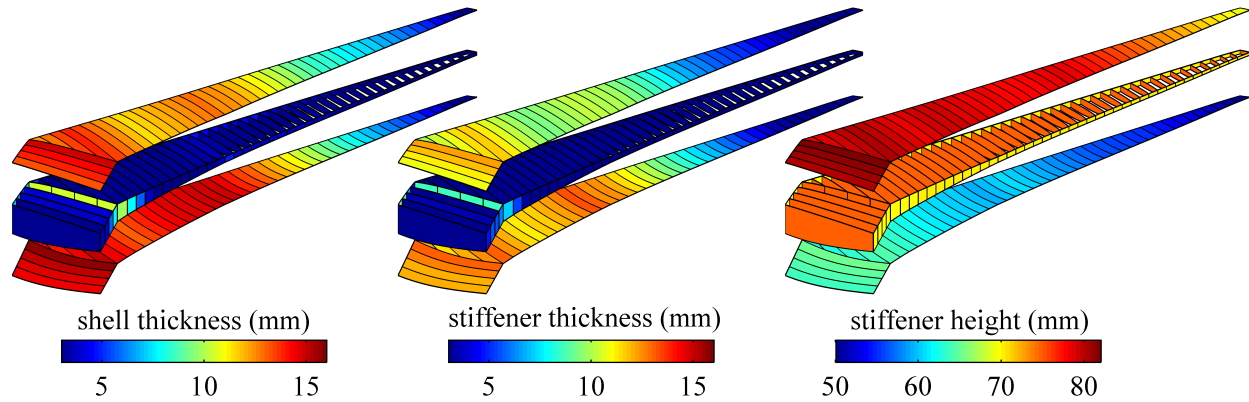 shell thickness (mm) stiffener thickness (mm) stiffener height (mm)
5 10 15 5 10 15 50 60 70 80